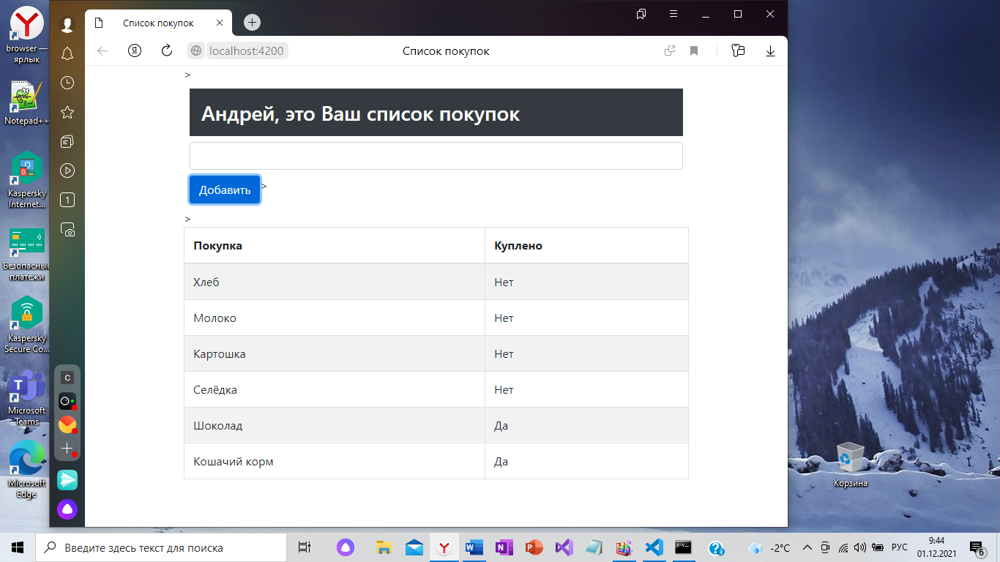 Список покупок
localhost:4200
Список покупок
>
Андрей, это Ваш список покупок
Добавить
>
>
Покупка Куплено
Хлеб Нет
Молоко Нет
Картошка Нет
Селёдка Нет
Шоколад Да
Кошачий корм Да
browser —
ярлык
Notepad++
Kaspersky
Internet...
Безопасные
платежи
Kaspersky
Secure Co...
Microsoft
Teams
Microsoft
Edge
1
C
Корзина
Введите здесь текст для поиска
-2°C
РУС
9:44
01.12.2021
6